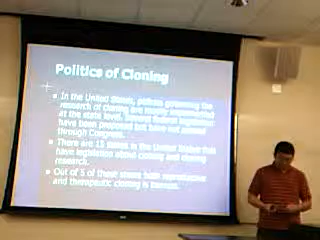 Politics of Cloning
In the United States, policies governing the
research of cloning are mostly committed
at the state level. Several federal legislation
have been proposed but have not passed
through Congress.
There are 15 states in the United States that
have legislation about cloning and cloning
research.
Out of 5 of these states both reproductive
and therapeutic cloning is